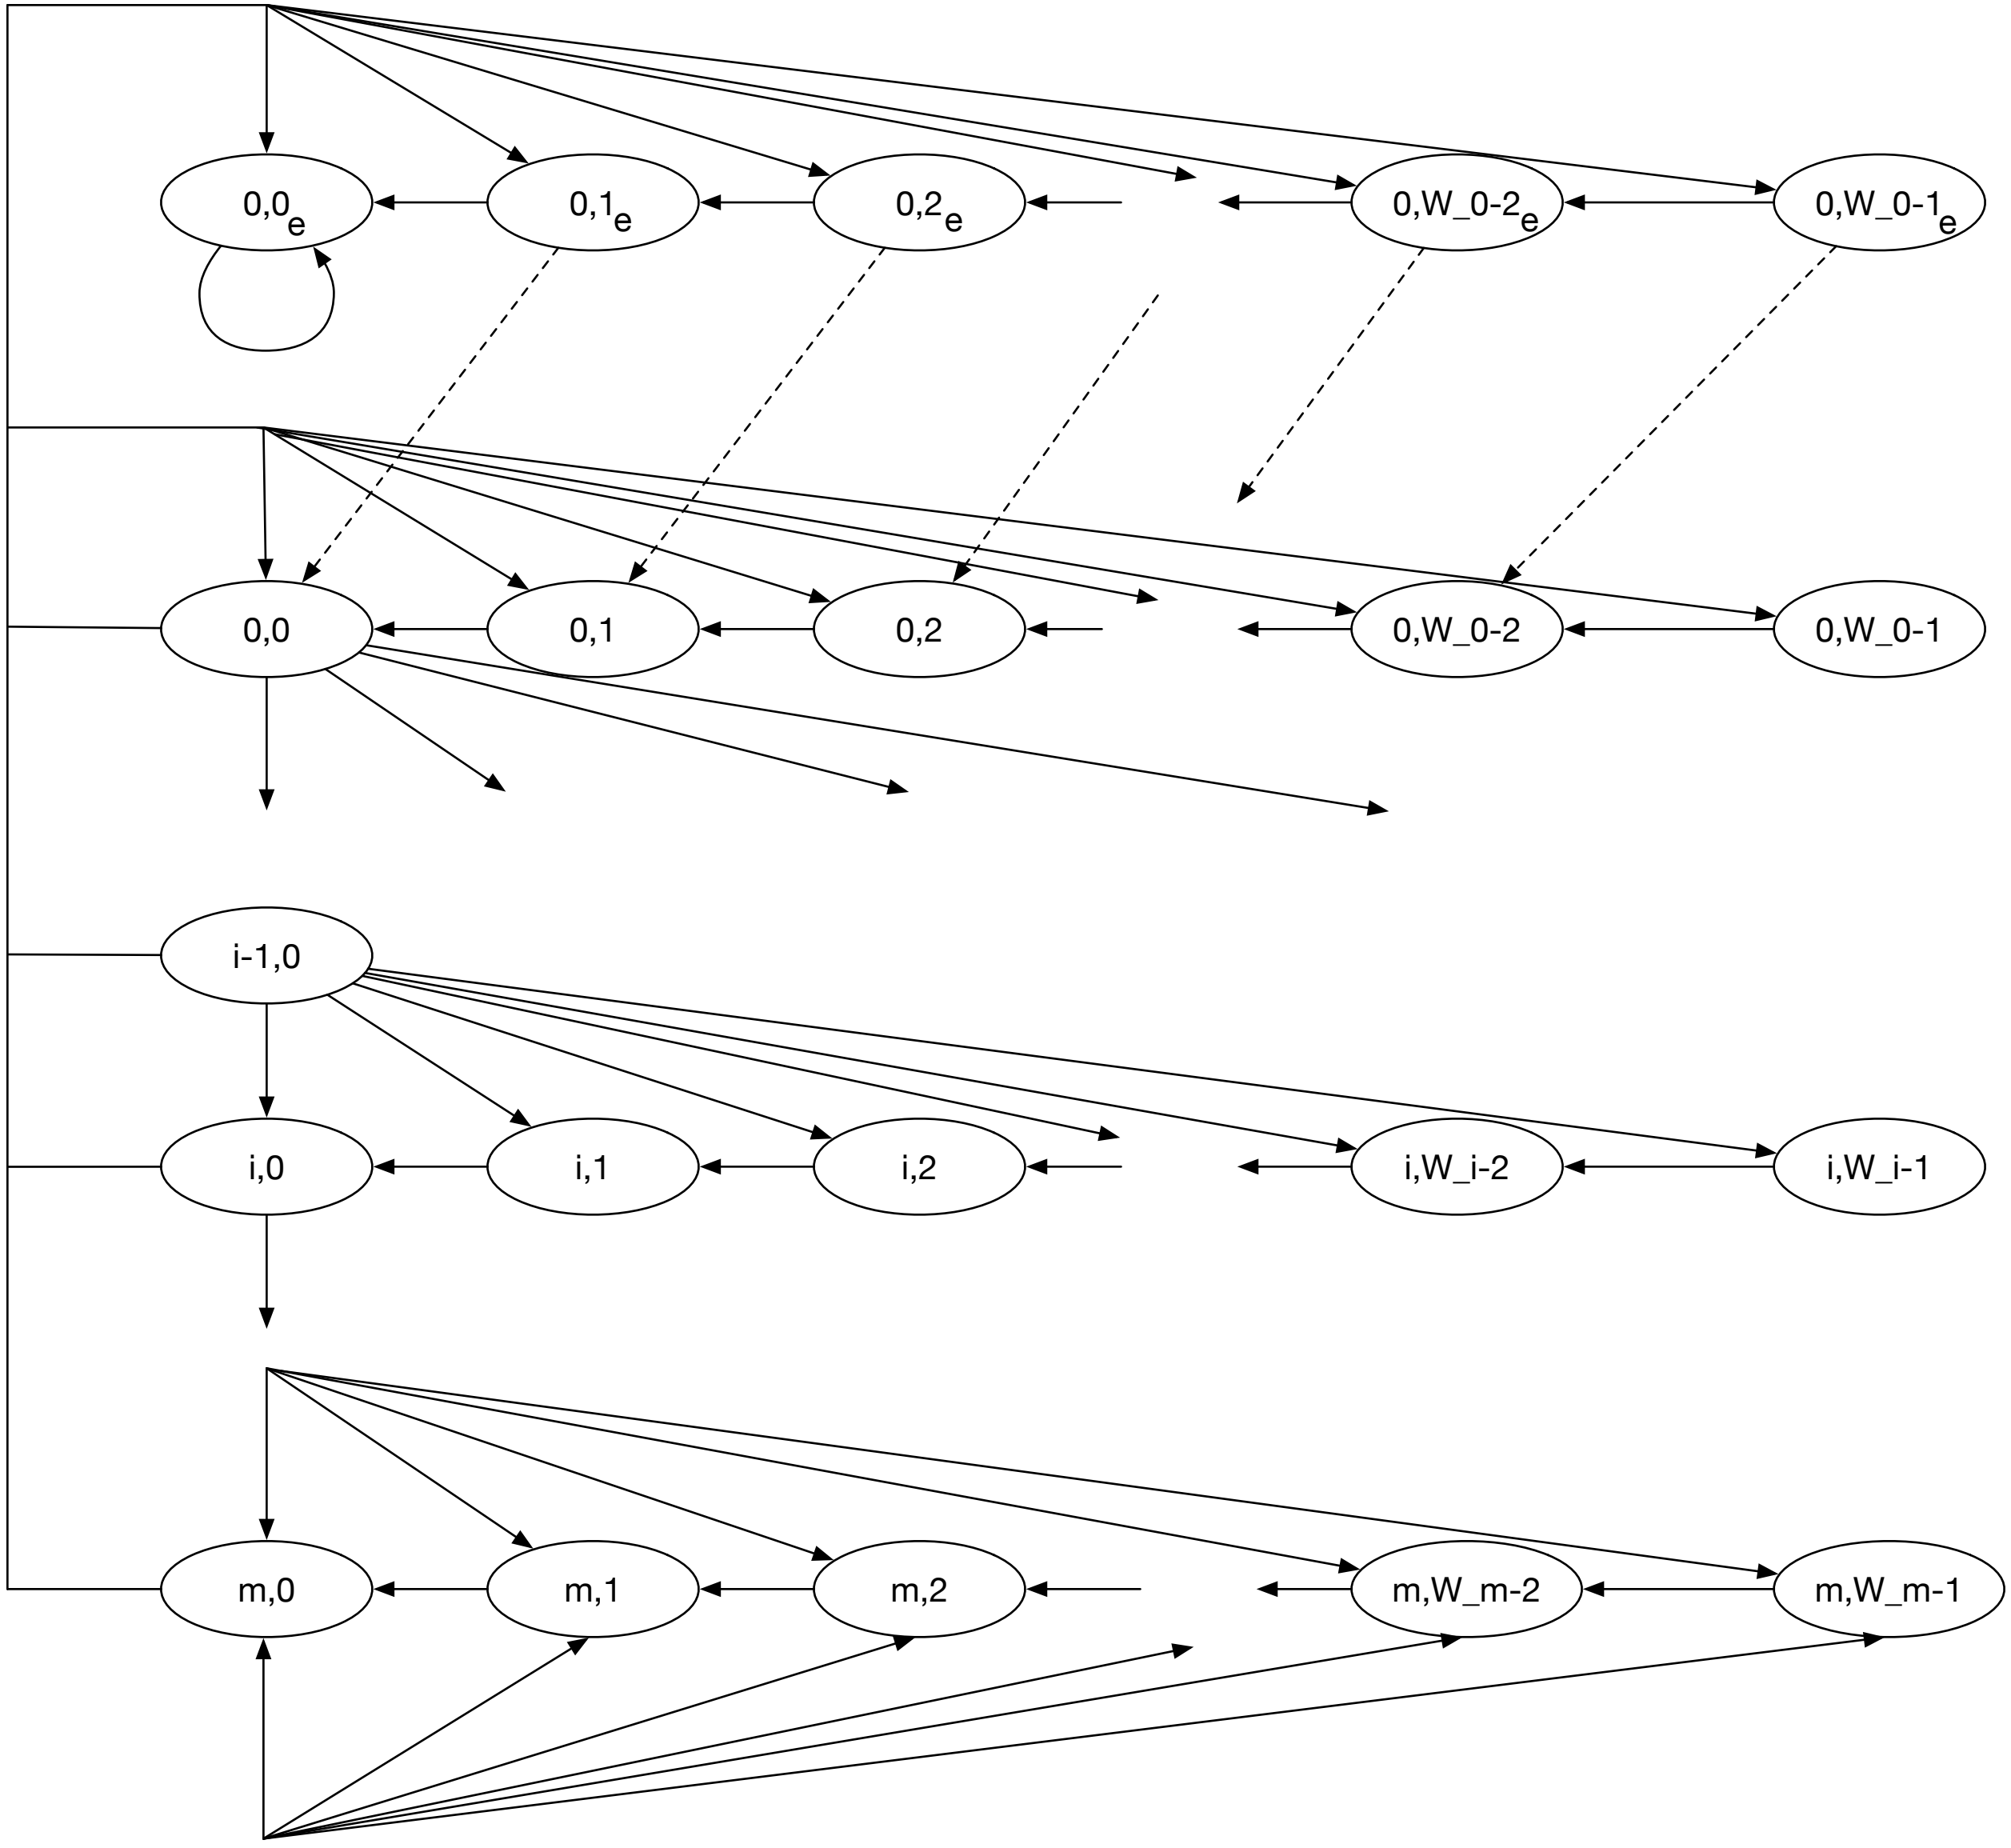 0,0e 0,1e 0,2e 0,W_0-2e 0,W_0-1e
0,0 0,1 0,2 0,W_0-2 0,W_0-1
i-1,0
i,0 i,1 i,2 i,W_i-2 i,W_i-1
m,0 m,1 m,2 m,W_m-2 m,W_m-1